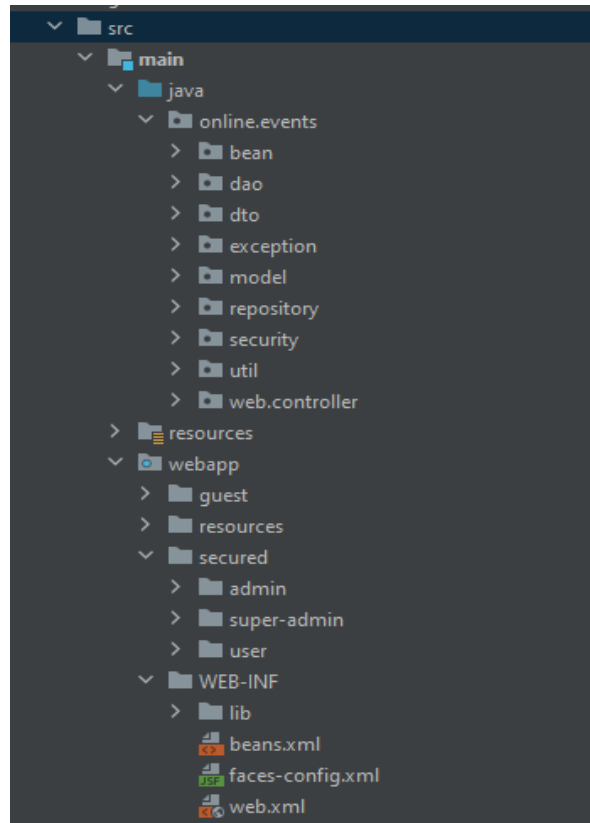 src
main
java
online.events
bean
dao
dto
exception
model
repository
security
util
web.controller
resources
webapp
guest
resources
secured
admin
super-admin
user
WEB-INF
lib
beans.xml
JSF faces-config.xml
web.xml